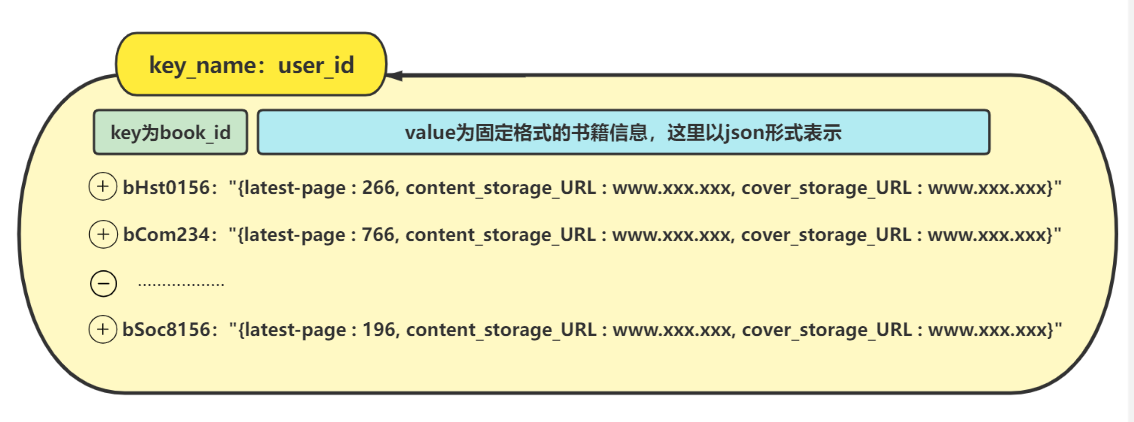 key_name：user_id
key为book_id
value为固定格式的书籍信息，这里以json形式表示
bHst0156："{latest-page : 266, content_storage_URL : www.xxx.xxx, cover_storage_URL : www.xxx.xxx}"
bCom234："{latest-page : 766, content_storage_URL : www.xxx.xxx, cover_storage_URL : www.xxx.xxx}"
..................
bSoc8156："{latest-page : 196, content_storage_URL : www.xxx.xxx, cover_storage_URL : www.xxx.xxx}"